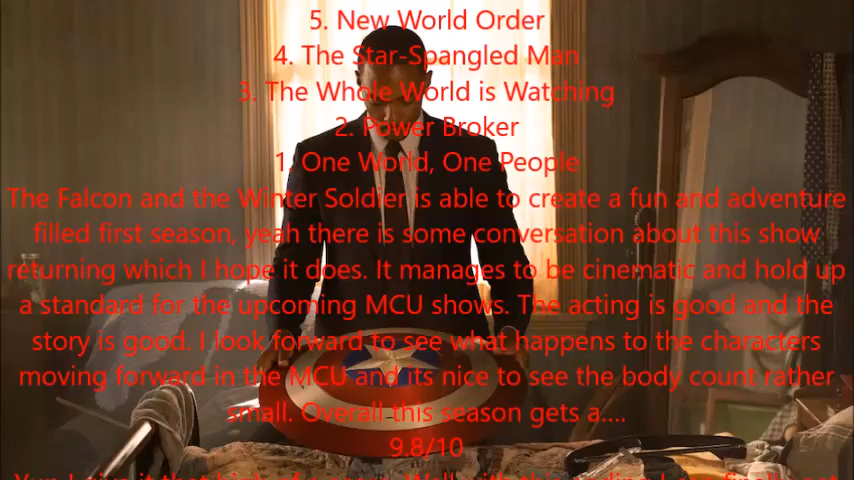 5. New World Order
4. The Star-Spangled Man
3. The Whole World is Watching
2. Power Broker
1. One World, One People
The Falcon and the Winter Soldier is able to create a fun and adventure
filled first season, yeah there is some conversation about this show
returning which I hope it does. It manages to be cinematic and hold up
a standard for the upcoming MCU shows. The acting is good and the
story is good. I look forward to see what happens to the characters
moving forward in the MCU and its nice to see the body count rather
small. Overall this season gets a....
9.8/10